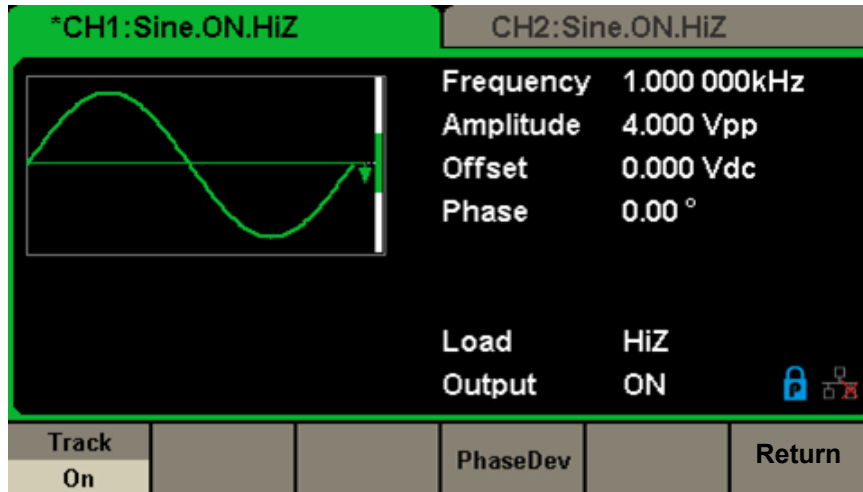 *CH1:Sine.ON.HiZ
CH2:Sine.ON.HiZ
Frequency 1.000 000kHz
Amplitude 4.000 Vpp
Offset 0.000 Vdc
Phase 0.00 °
Load HiZ
Output ON
P
Track
On
PhaseDev
Return